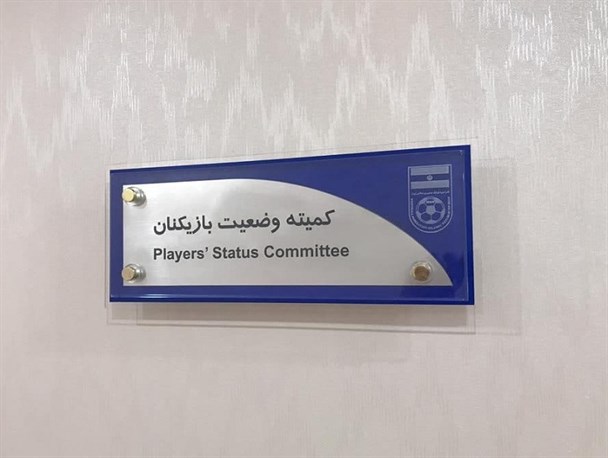 کمیته وضعیت بازیکنان
Players' Status Committee